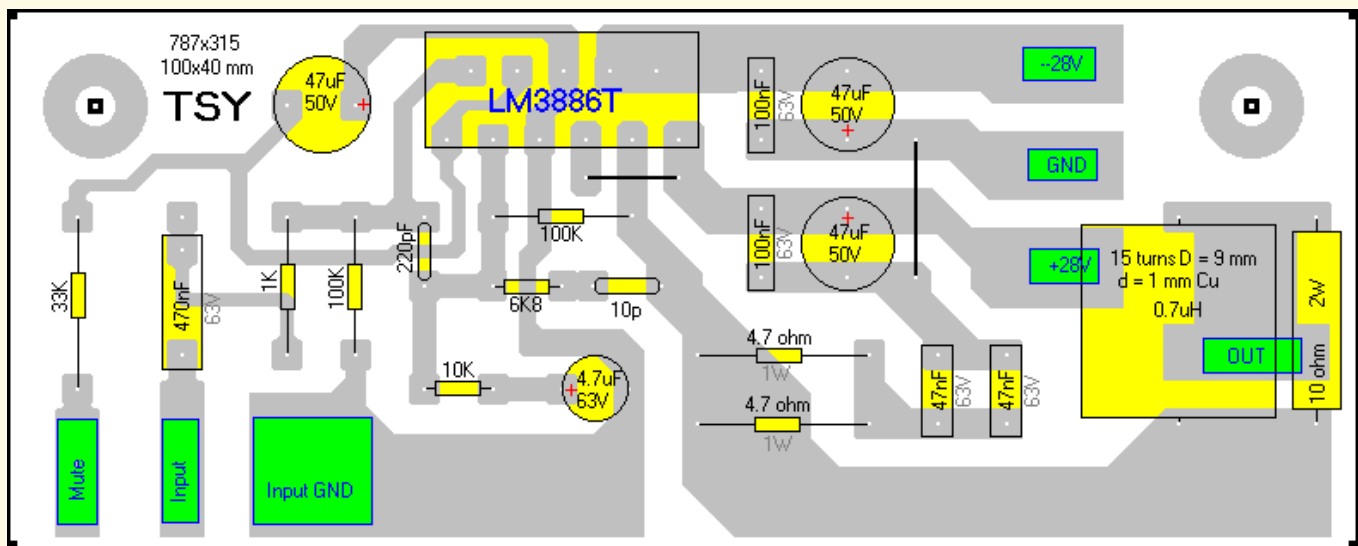 787x315
100x40 mm
TSY
47uF
50V
LM3886T
100nF
63V
47uF
50V
--28V
GND
100nF
63V
47uF
50V
+28V
15 turns D = 9 mm
d = 1 mm Cu
0.7uH
OUT
2W
10 ohm
33K
470nF
63V
1K
100K
220pF
100K
6K8
10p
10K
4.7uF
63V
4.7 ohm
1W
4.7 ohm
1W
47nF
63V
47nF
63V
Mute
Input
Input GND